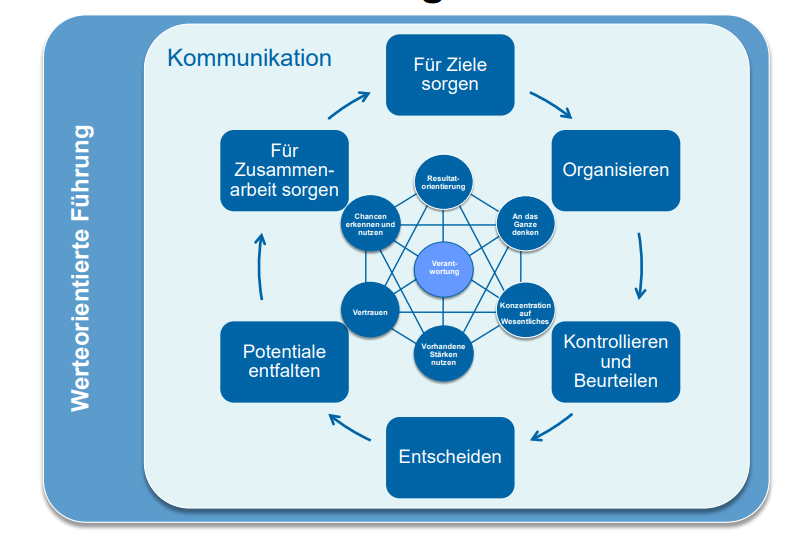 Kommunikation
Für Ziele
sorgen
Organisieren
Kontrollieren
und
Beurteilen
Entscheiden
Potentiale
entfalten
Für
Zusammen-
arbeit sorgen
Resultat-
orientierung
An das
Ganze
denken
Konzentration
auf
Wesentliches
Vorhandene
Stärken
nutzen
Vertrauen
Chancen
erkennen und
nutzen
Verant-
wortung
Werteorientierte Führung